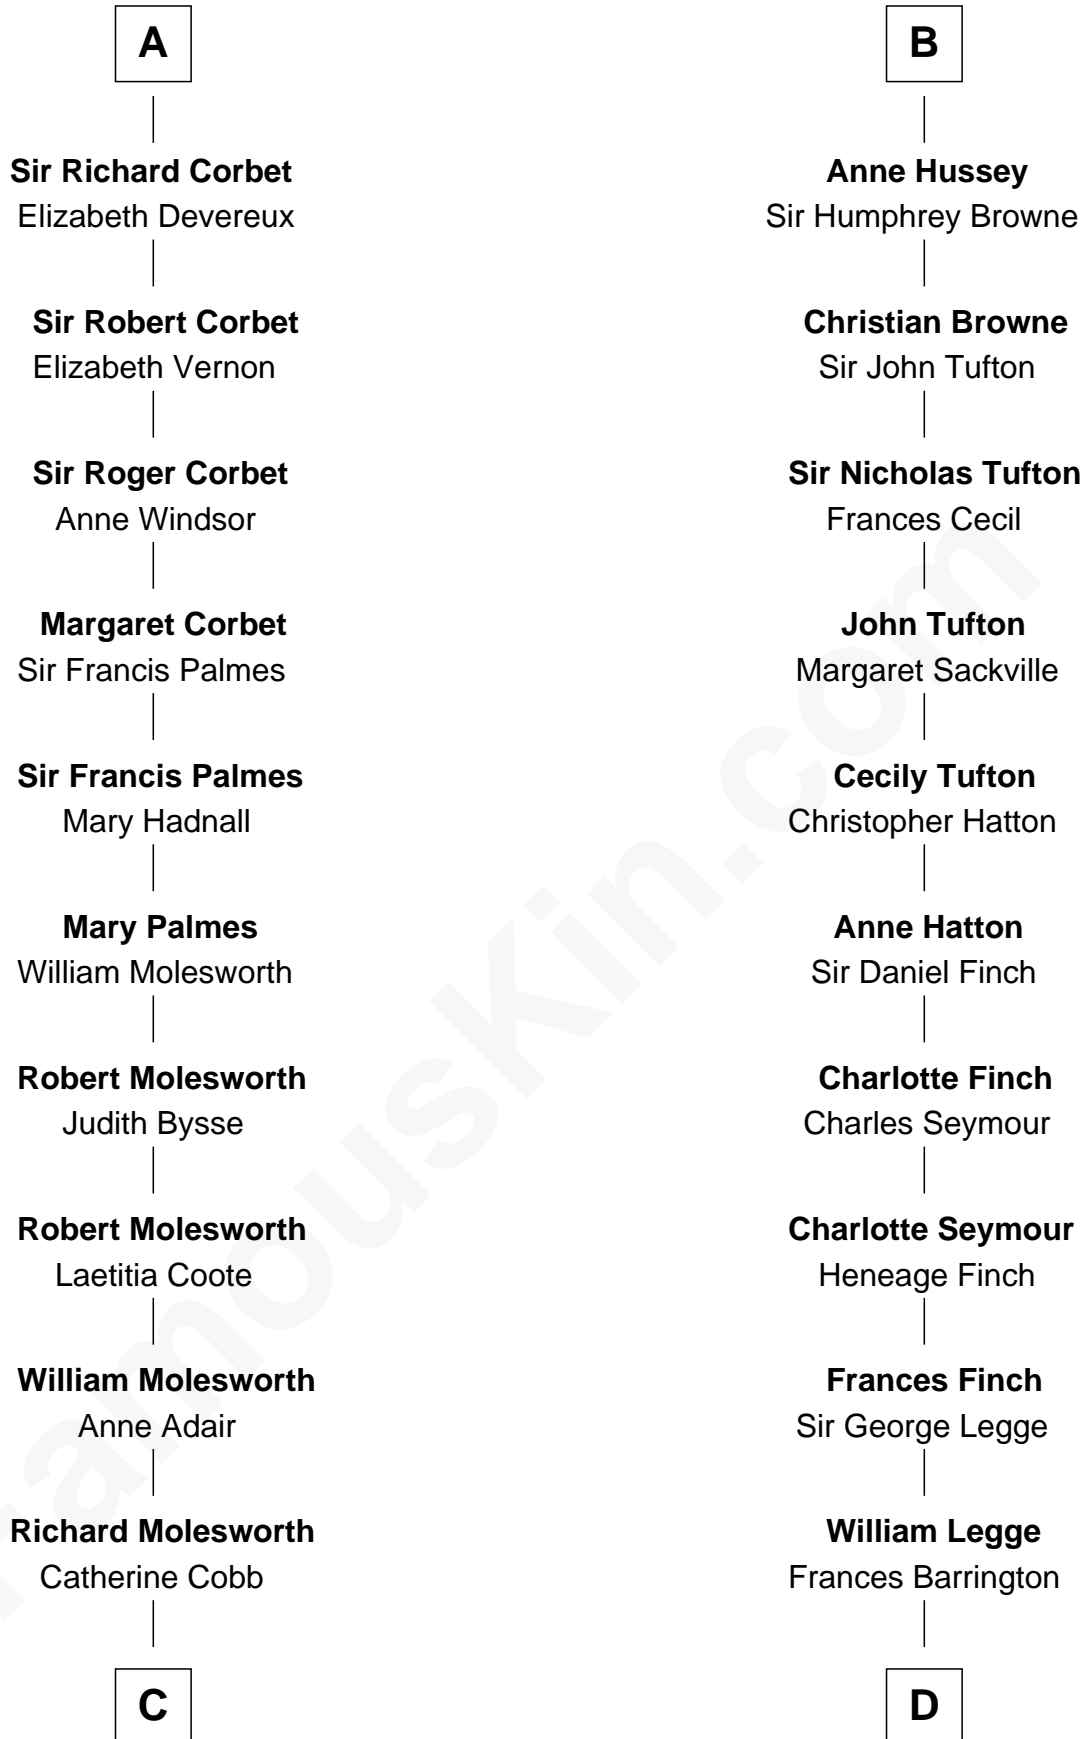 A
Sir Richard Corbet
Elizabeth Devereux
Sir Robert Corbet
Elizabeth Vernon
Sir Roger Corbet
Anne Windsor
Margaret Corbet
Sir Francis Palmes
Sir Francis Palmes
Mary Hadnall
Mary Palmes
William Molesworth
Robert Molesworth
Judith Bysse
Robert Molesworth
Laetitia Coote
William Molesworth
Anne Adair
Richard Molesworth
Catherine Cobb
C
B
Anne Hussey
Sir Humphrey Browne
Christian Browne
Sir John Tufton
Sir Nicholas Tufton
Frances Cecil
John Tufton
Margaret Sackville
Cecily Tufton
Christopher Hatton
Anne Hatton
Sir Daniel Finch
Charlotte Finch
Charles Seymour
Charlotte Seymour
Heneage Finch
Frances Finch
Sir George Legge
William Legge
Frances Barrington
D
FamousKin.com